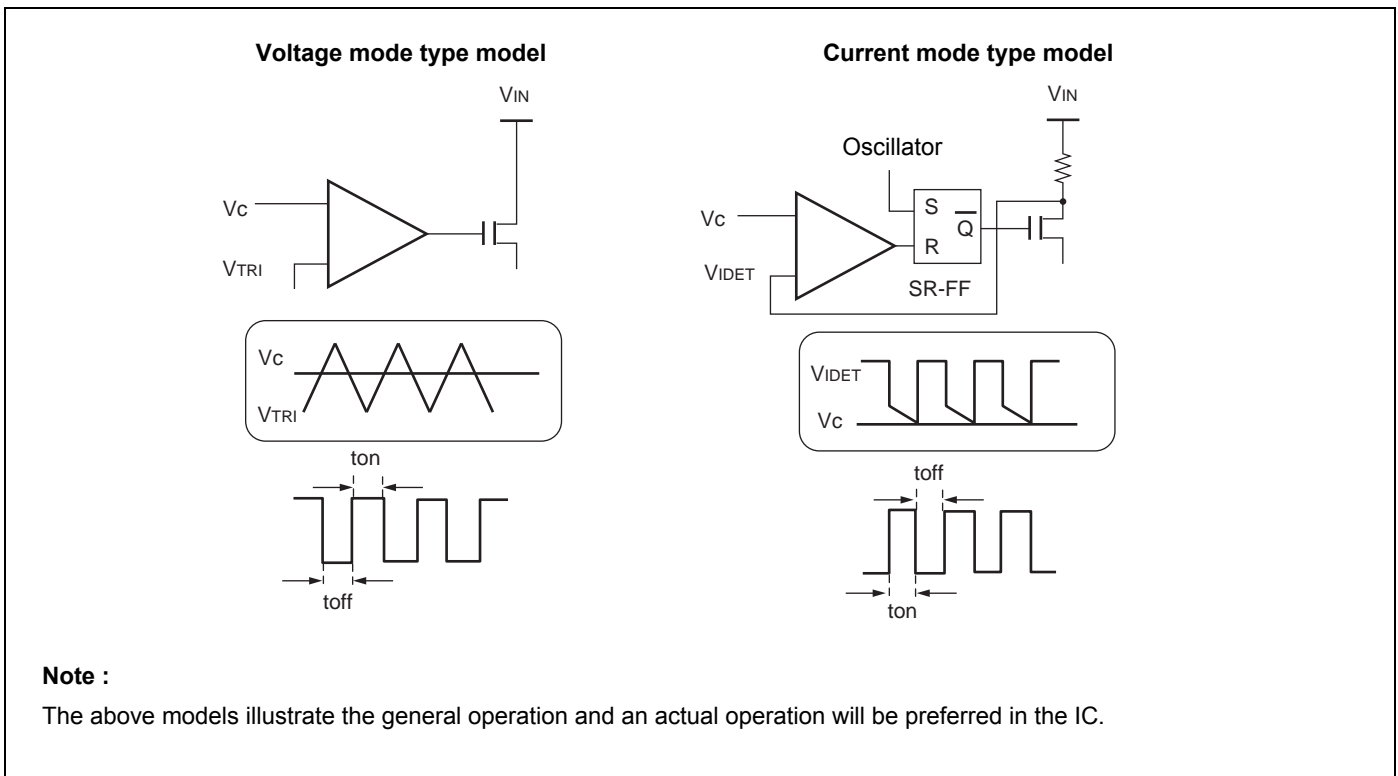 Voltage mode type model
VIN
Vc
VTRI
Vc
VTRI
ton
toff
Current mode type model
VIN
Oscillator
Vc
S
Q
R
VIDET
SR-FF
VIDET
Vc
toff
ton
Note :
The above models illustrate the general operation and an actual operation will be preferred in the IC.